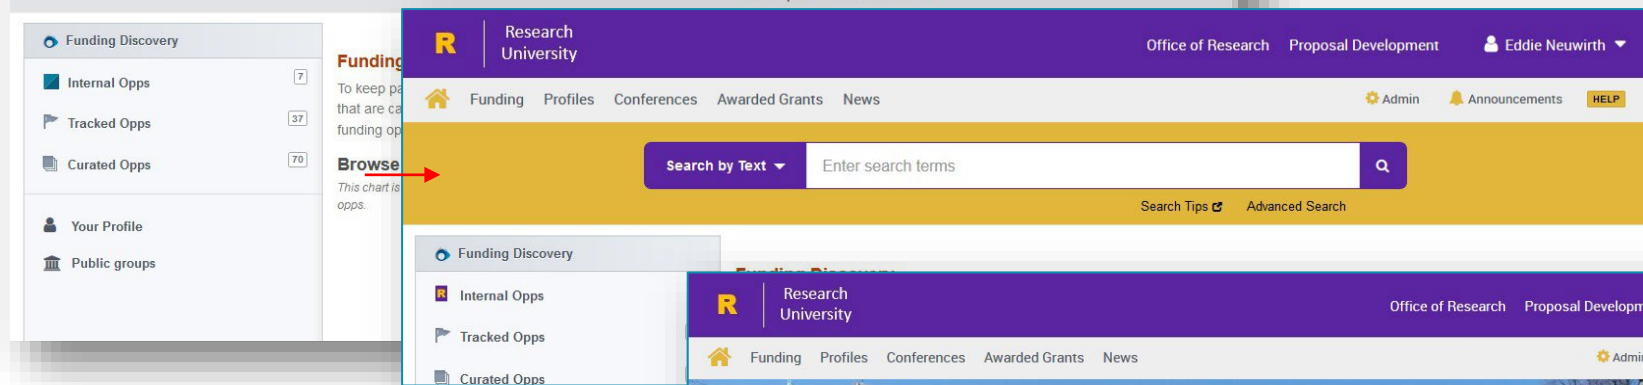 Funding Discovery
Internal Opps
7
Tracked Opps
37
Curated Opps
70
Your Profile
Public groups
Funding
To keep pa
that are ca
funding op
Browse
This chart is
opps.
R
Research
University
Office of Research
Proposal Development
Eddie Neuwirth
Funding
Profiles
Conferences
Awarded Grants
News
Admin
Announcements
HELP
Search by Text
Enter search terms
Search Tips
Advanced Search
Funding Discovery
R
Internal Opps
Tracked Opps
Curated Opps
R
Research
University
Office of Research
Proposal Developm
Funding
Profiles
Conferences
Awarded Grants
News
Admin